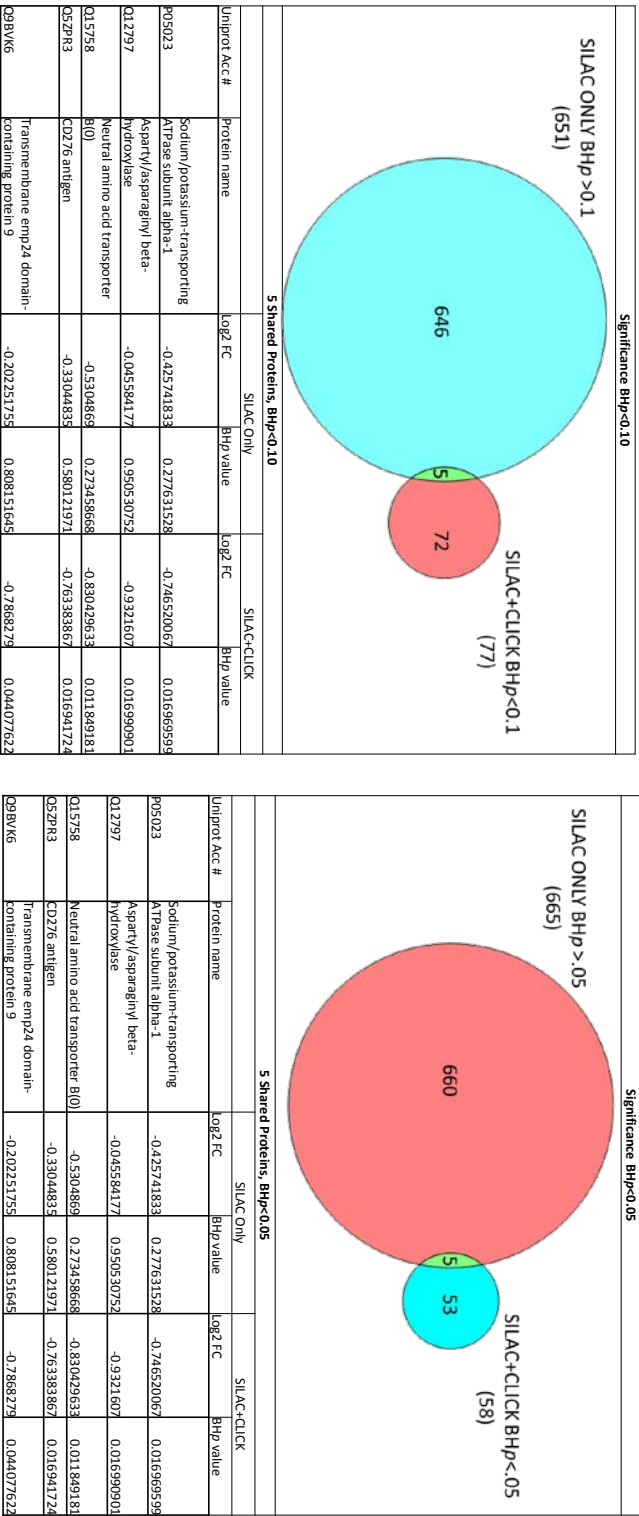 Significance BHp<0.10
SILAC ONLY BHp >0.1
(651)
SILAC+CLICK BHp<0.1
(77)
646
5
72
5 Shared Proteins, BHp<0.10
SILAC Only SILAC+CLICK
Uniprot Acc # Protein name Log2 FC BHp value Log2 FC BHp value
P05023 Sodium/potassium-transporting ATPase subunit alpha-1 -0.425741833 0.277631528 -0.746520067 0.016969599
Q12797 Aspartyl/asparaginyl beta-hydroxylase -0.045584177 0.950530752 -0.9321607 0.016990901
Q15758 Neutral amino acid transporter B(0) -0.5304869 0.273458668 -0.830429633 0.011849181
Q5ZPR3 CD276 antigen -0.33044835 0.580121971 -0.763383867 0.016941724
Q9BVK6 Transmembrane emp24 domain-containing protein 9 -0.202251755 0.808151645 -0.7868279 0.044077622
Significance BHp<0.05
SILAC ONLY BHp>.05
(665)
SILAC+CLICK BHp<.05
(58)
660
5
53
5 Shared Proteins, BHp<0.05
SILAC Only SILAC+CLICK
Uniprot Acc # Protein name Log2 FC BHp value Log2 FC BHp value
P05023 Sodium/potassium-transporting ATPase subunit alpha-1 -0.425741833 0.277631528 -0.746520067 0.016969599
Q12797 Aspartyl/asparaginyl beta-hydroxylase -0.045584177 0.950530752 -0.9321607 0.016990901
Q15758 Neutral amino acid transporter B(0) -0.5304869 0.273458668 -0.830429633 0.011849181
Q5ZPR3 CD276 antigen -0.33044835 0.580121971 -0.763383867 0.016941724
Q9BVK6 Transmembrane emp24 domain-containing protein 9 -0.202251755 0.808151645 -0.7868279 0.044077622